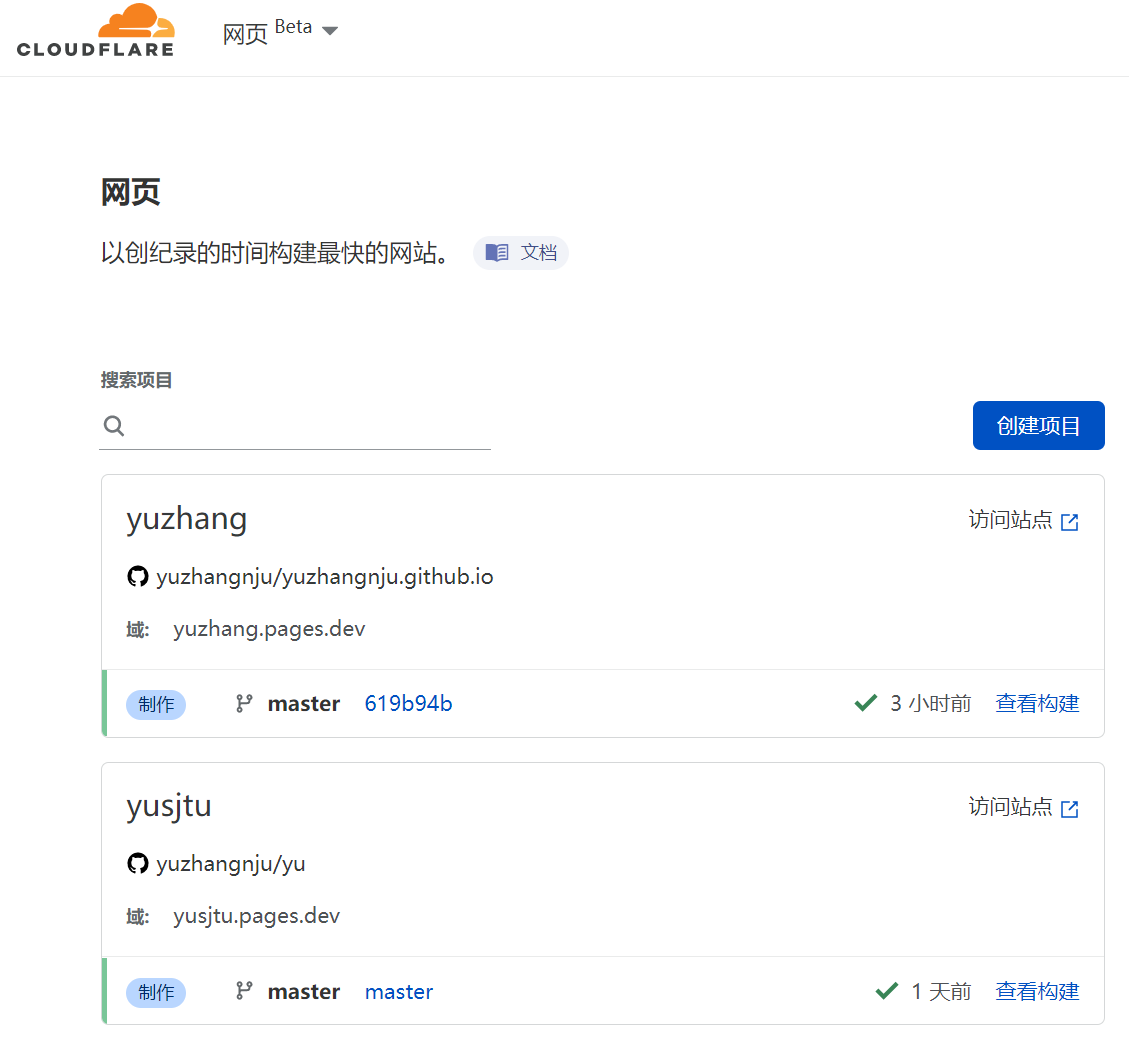 CLOUDFLARE
网页 Beta
网页
以创纪录的时间构建最快的网站。 文档
搜索项目
创建项目
yuzhang 访问站点
yuzhangnju/yuzhangnju.github.io
域: yuzhang.pages.dev
制作 master 619b94b 3 小时前 查看构建
yusjtu 访问站点
yuzhangnju/yu
域: yusjtu.pages.dev
制作 master master 1 天前 查看构建